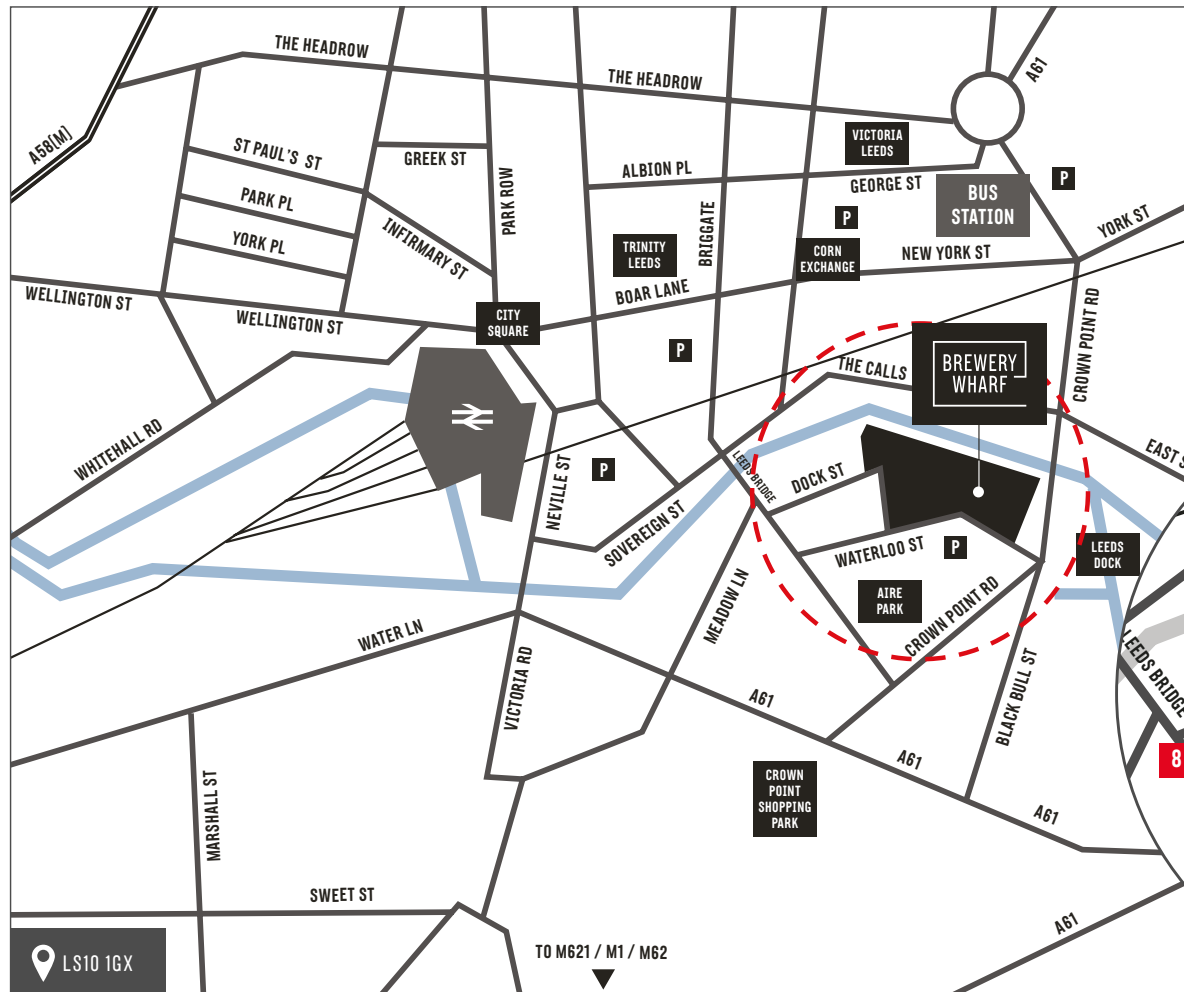 THE HEADROW
THE HEADROW
A61
A58(M)
VICTORIA
LEEDS
ST PAUL'S ST
GREEK ST
ALBION PL
GEORGE ST
P
BUS
STATION
PARK PL
PARK ROW
BRIGGATE
P
YORK ST
INFIRMARY ST
YORK PL
TRINITY
LEEDS
CORN
EXCHANGE
NEW YORK ST
WELLINGTON ST
WELLINGTON ST
BOAR LANE
CITY
SQUARE
P
CROWN POINT RD
THE CALLS
BREWERY
WHARF
WHITEHALL RD
EAST S
P
NEVILLE ST
LEEDS BRIDGE
DOCK ST
SOVEREIGN ST
WATERLOO ST
P
LEEDS
DOCK
AIRE
PARK
MEADOW LN
CROWN POINT RD
WATER LN
VICTORIA RD
LEEDS BRIDGE
A61
BLACK BULL ST
8
A61
CROWN
POINT
SHOPPING
PARK
MARSHALL ST
A61
SWEET ST
A61
LS10 1GX
TO M621 / M1 / M62